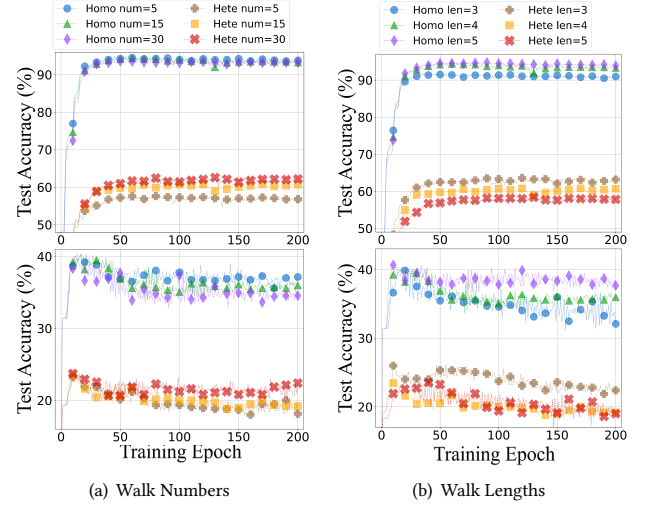 Homo num=5
Homo num=15
Homo num=30
Hete num=5
Hete num=15
Hete num=30
Test Accuracy (%)
90
80
70
60
50
0 50 100 150 200
Test Accuracy (%)
40
30
20
0 50 100 150 200
Training Epoch
(a) Walk Numbers
Homo len=3
Homo len=4
Homo len=5
Hete len=3
Hete len=4
Hete len=5
Test Accuracy (%)
90
80
70
60
50
0 50 100 150 200
Test Accuracy (%)
40
30
20
0 50 100 150 200
Training Epoch
(b) Walk Lengths